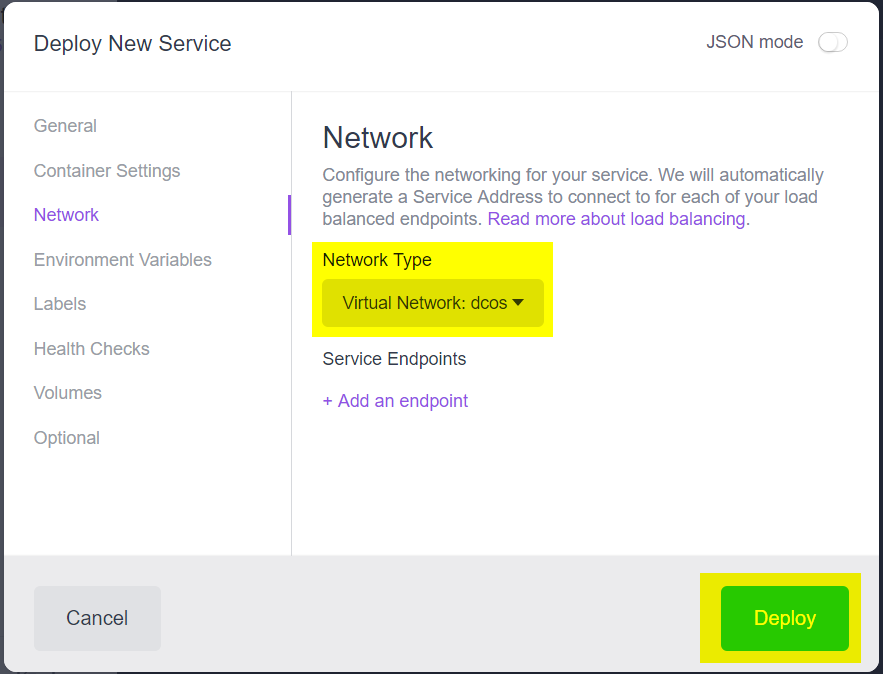 Deploy New Service
JSON mode
General
Container Settings
Network
Environment Variables
Labels
Health Checks
Volumes
Optional
Network
Configure the networking for your service. We will automatically
generate a Service Address to connect to for each of your load
balanced endpoints. Read more about load balancing.
Network Type
Virtual Network: dcos
Service Endpoints
+ Add an endpoint
Cancel
Deploy